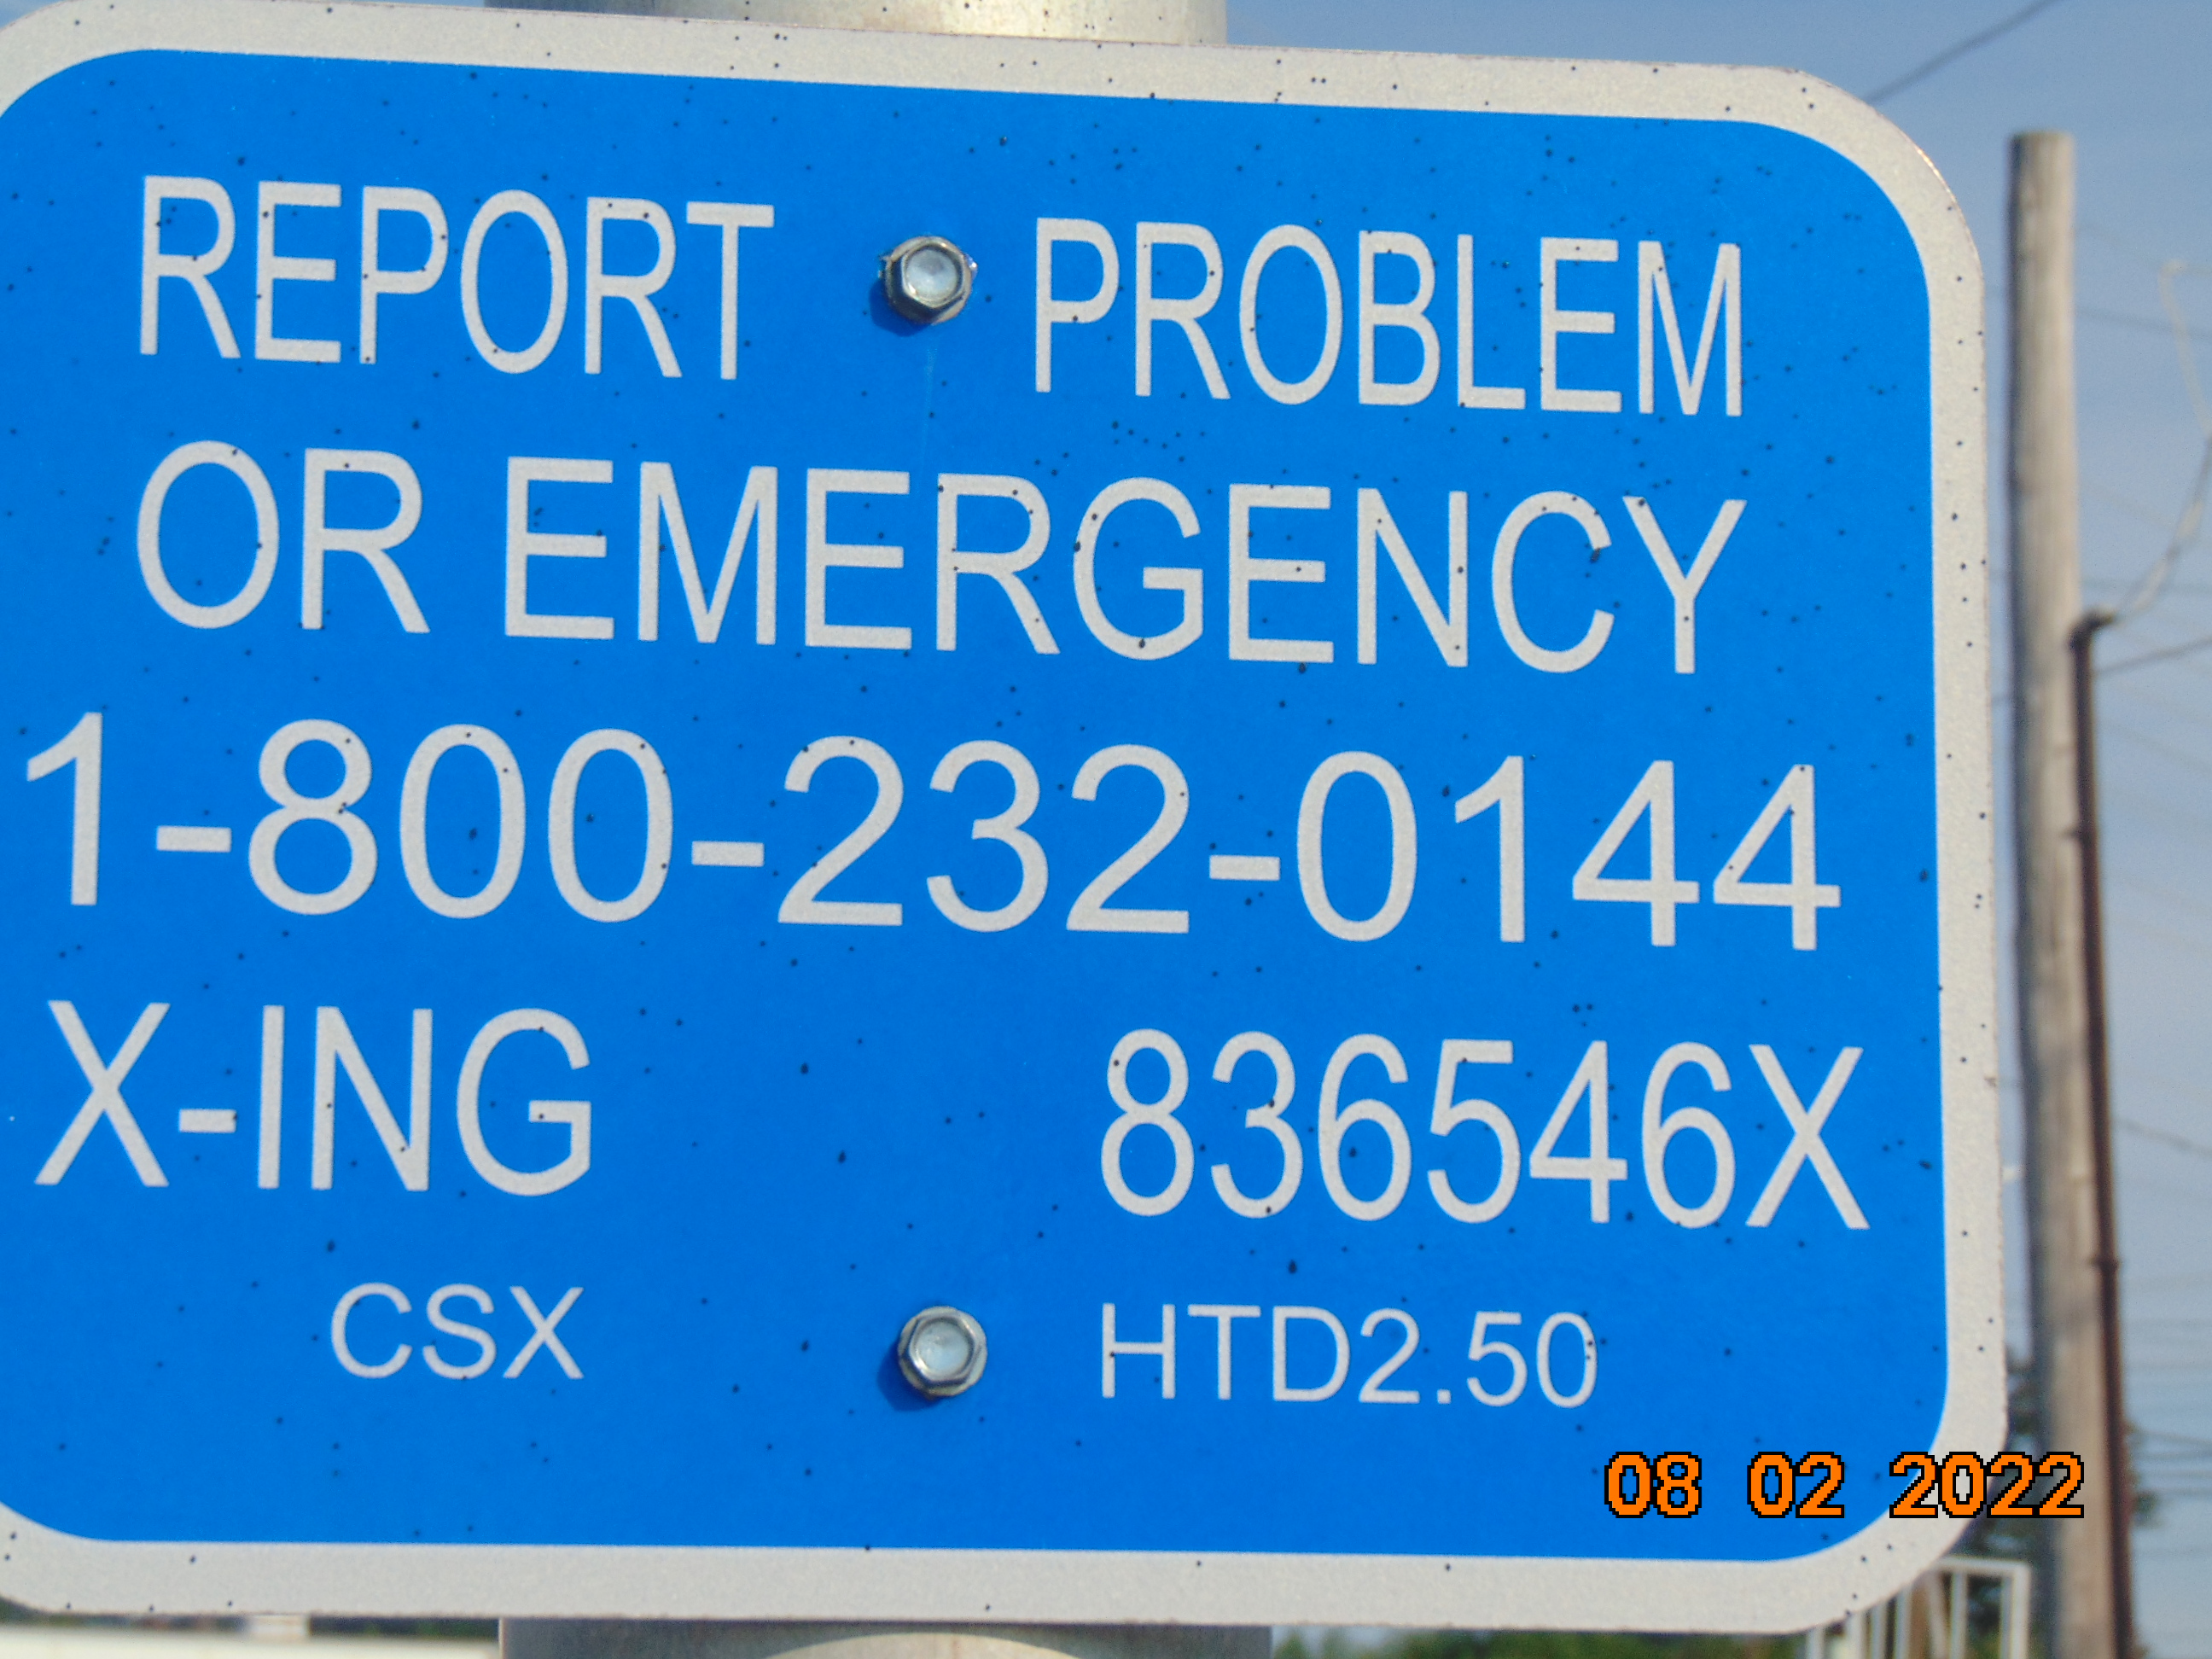 REPORT PROBLEM
OR EMERGENCY
1-800-232-0144
X-ING 836546X
CSX HTD2.50
08 02 2022